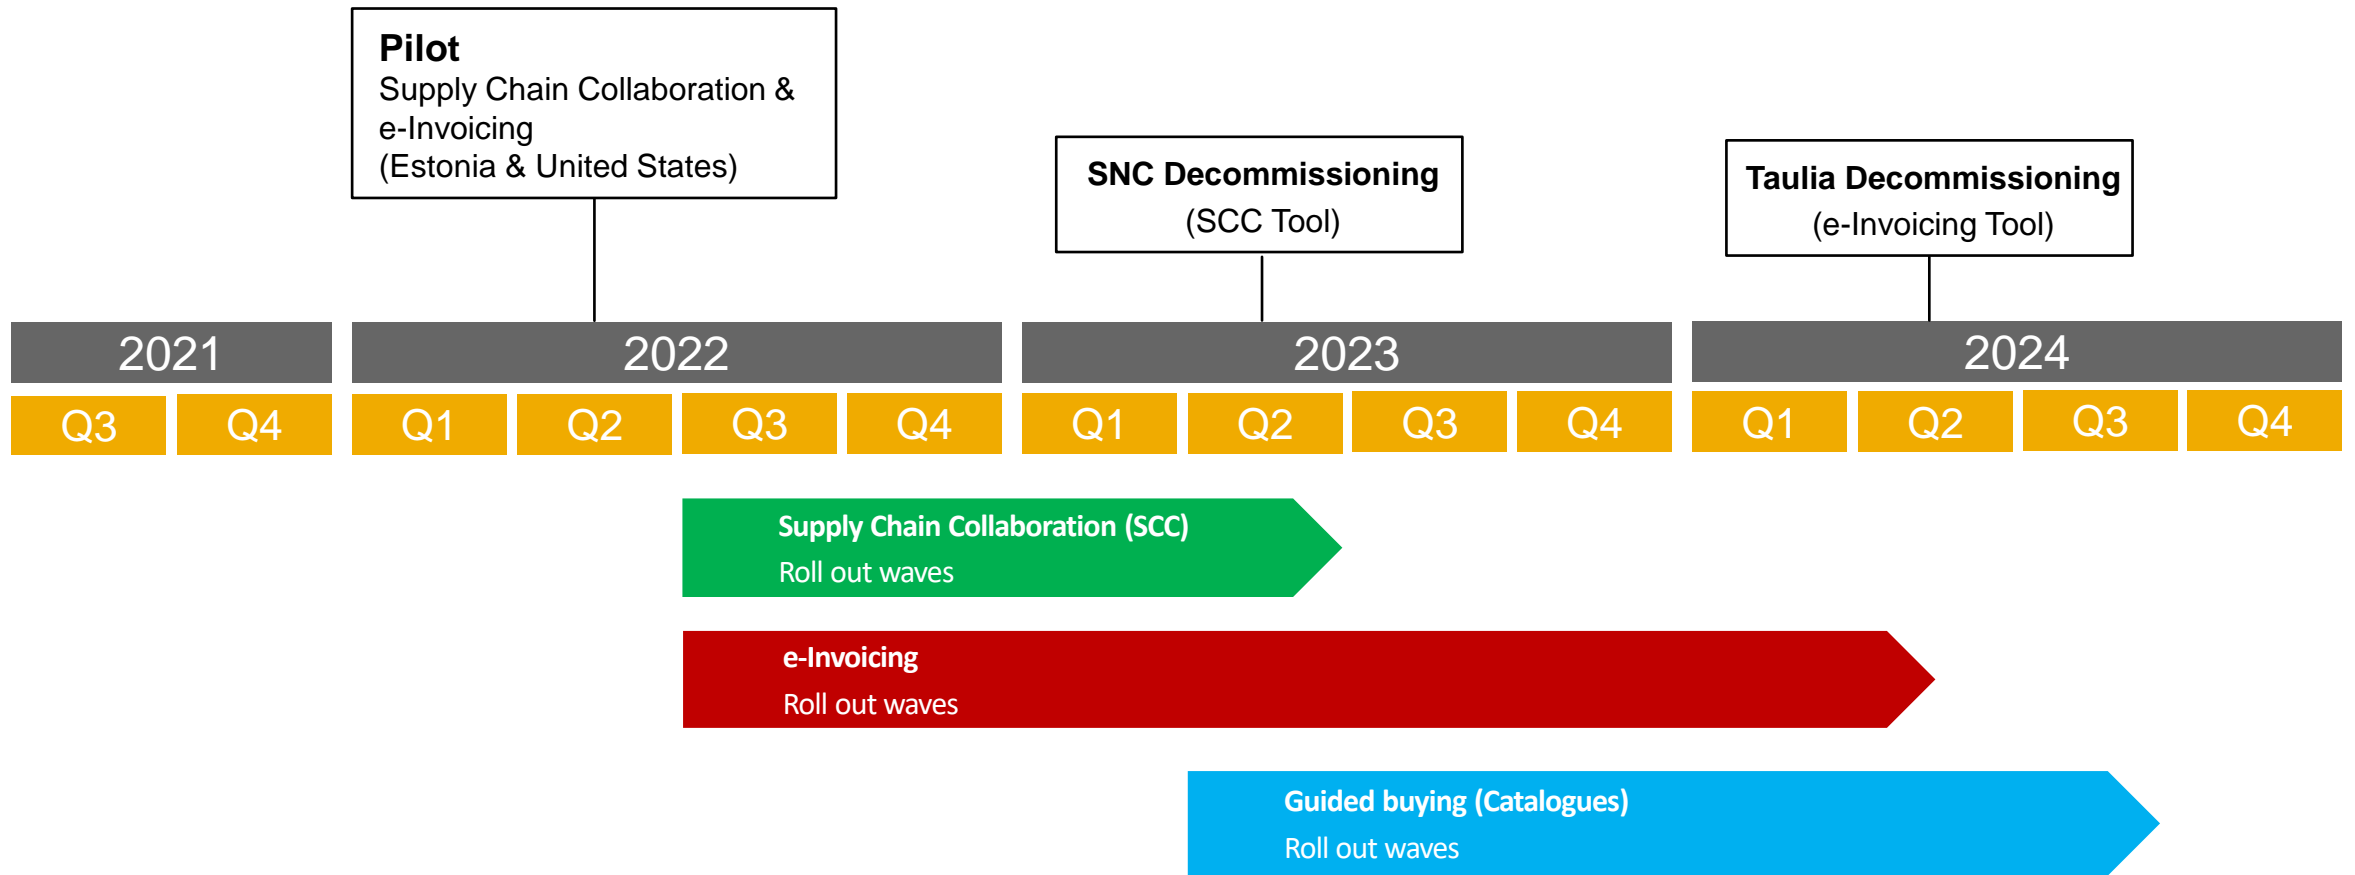 Pilot
Supply Chain Collaboration &
e-Invoicing
(Estonia & United States)
SNC Decommissioning
(SCC Tool)
Taulia Decommissioning
(e-Invoicing Tool)
2021
2022
2023
2024
Q3
Q4
Q1
Q2
Q3
Q4
Q1
Q2
Q3
Q4
Q1
Q2
Q3
Q4
Supply Chain Collaboration (SCC)
Roll out waves
e-Invoicing
Roll out waves
Guided buying (Catalogues)
Roll out waves